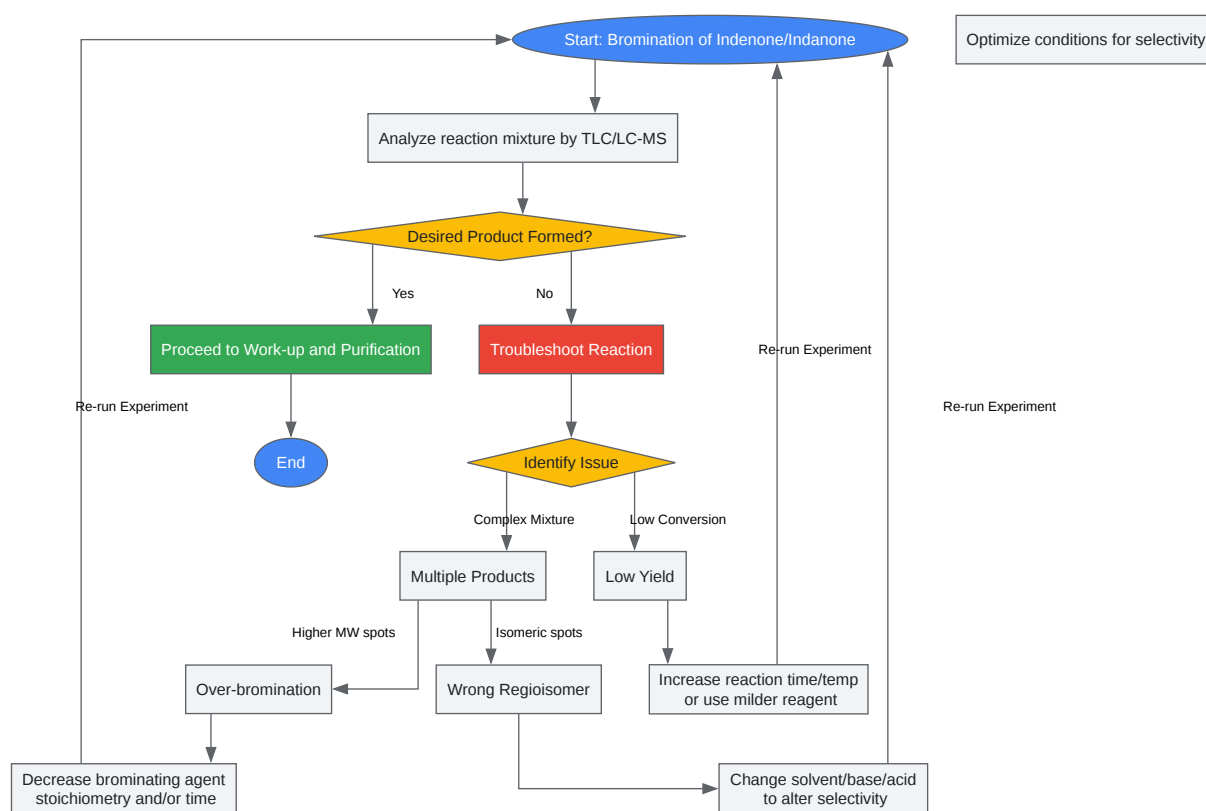 Start: Bromination of Indenone/Indanone
Optimize conditions for selectivity
Analyze reaction mixture by TLC/LC-MS
Desired Product Formed?
Yes
No
Proceed to Work-up and Purification
Troubleshoot Reaction
Re-run Experiment
Re-run Experiment
Re-run Experiment
End
Identify Issue
Complex Mixture
Low Conversion
Multiple Products
Low Yield
Higher MW spots
Isomeric spots
Over-bromination
Wrong Regioisomer
Increase reaction time/temp
or use milder reagent
Decrease brominating agent
stoichiometry and/or time
Change solvent/base/acid
to alter selectivity